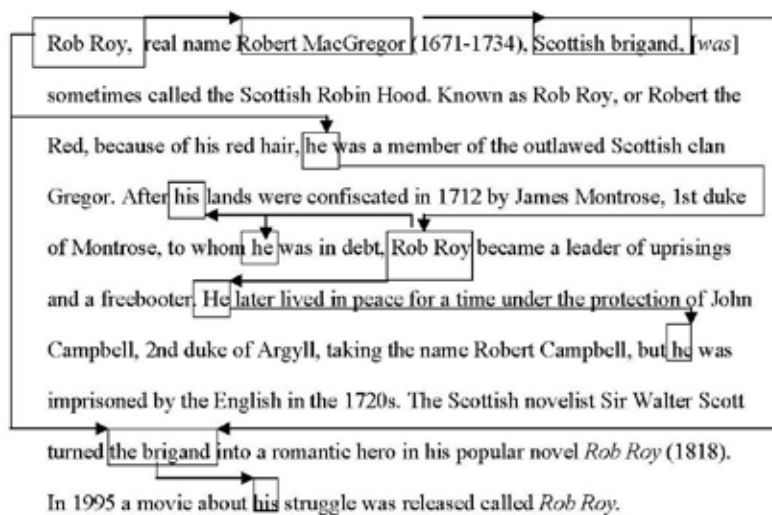 Rob Roy, real name Robert MacGregor (1671-1734), Scottish brigand, [was]
sometimes called the Scottish Robin Hood. Known as Rob Roy, or Robert the
Red, because of his red hair, he was a member of the outlawed Scottish clan
Gregor. After his lands were confiscated in 1712 by James Montrose, 1st duke
of Montrose, to whom he was in debt, Rob Roy became a leader of uprisings
and a freebooter. He later lived in peace for a time under the protection of John
Campbell, 2nd duke of Argyll, taking the name Robert Campbell, but he was
imprisoned by the English in the 1720s. The Scottish novelist Sir Walter Scott
turned the brigand into a romantic hero in his popular novel Rob Roy (1818).
In 1995 a movie about his struggle was released called Rob Roy.